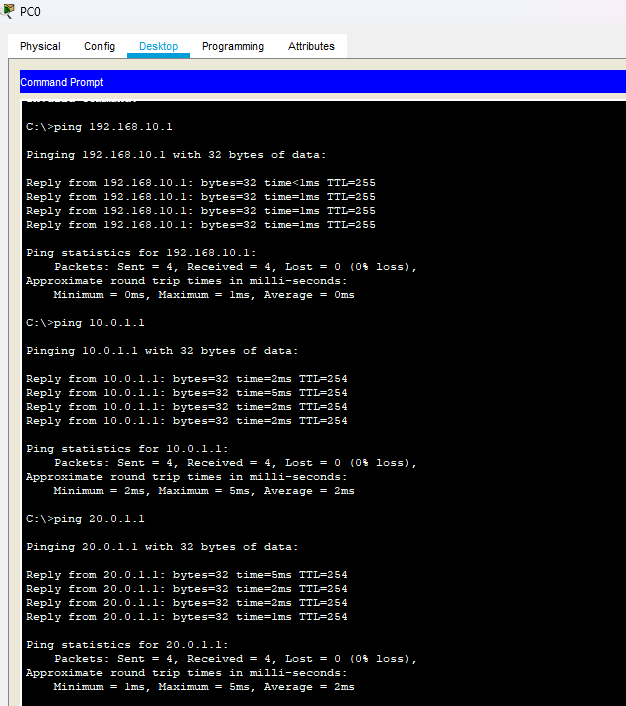 PC0
Physical Config Desktop Programming Attributes
Command Prompt
C:\>ping 192.168.10.1
Pinging 192.168.10.1 with 32 bytes of data:
Reply from 192.168.10.1: bytes=32 time<1ms TTL=255
Reply from 192.168.10.1: bytes=32 time=1ms TTL=255
Reply from 192.168.10.1: bytes=32 time=1ms TTL=255
Reply from 192.168.10.1: bytes=32 time=1ms TTL=255
Ping statistics for 192.168.10.1:
Packets: Sent = 4, Received = 4, Lost = 0 (0% loss),
Approximate round trip times in milli-seconds:
Minimum = 0ms, Maximum = 1ms, Average = 0ms
C:\>ping 10.0.1.1
Pinging 10.0.1.1 with 32 bytes of data:
Reply from 10.0.1.1: bytes=32 time=2ms TTL=254
Reply from 10.0.1.1: bytes=32 time=5ms TTL=254
Reply from 10.0.1.1: bytes=32 time=2ms TTL=254
Reply from 10.0.1.1: bytes=32 time=2ms TTL=254
Ping statistics for 10.0.1.1:
Packets: Sent = 4, Received = 4, Lost = 0 (0% loss),
Approximate round trip times in milli-seconds:
Minimum = 2ms, Maximum = 5ms, Average = 2ms
C:\>ping 20.0.1.1
Pinging 20.0.1.1 with 32 bytes of data:
Reply from 20.0.1.1: bytes=32 time=5ms TTL=254
Reply from 20.0.1.1: bytes=32 time=2ms TTL=254
Reply from 20.0.1.1: bytes=32 time=2ms TTL=254
Reply from 20.0.1.1: bytes=32 time=1ms TTL=254
Ping statistics for 20.0.1.1:
Packets: Sent = 4, Received = 4, Lost = 0 (0% loss),
Approximate round trip times in milli-seconds:
Minimum = 1ms, Maximum = 5ms, Average = 2ms